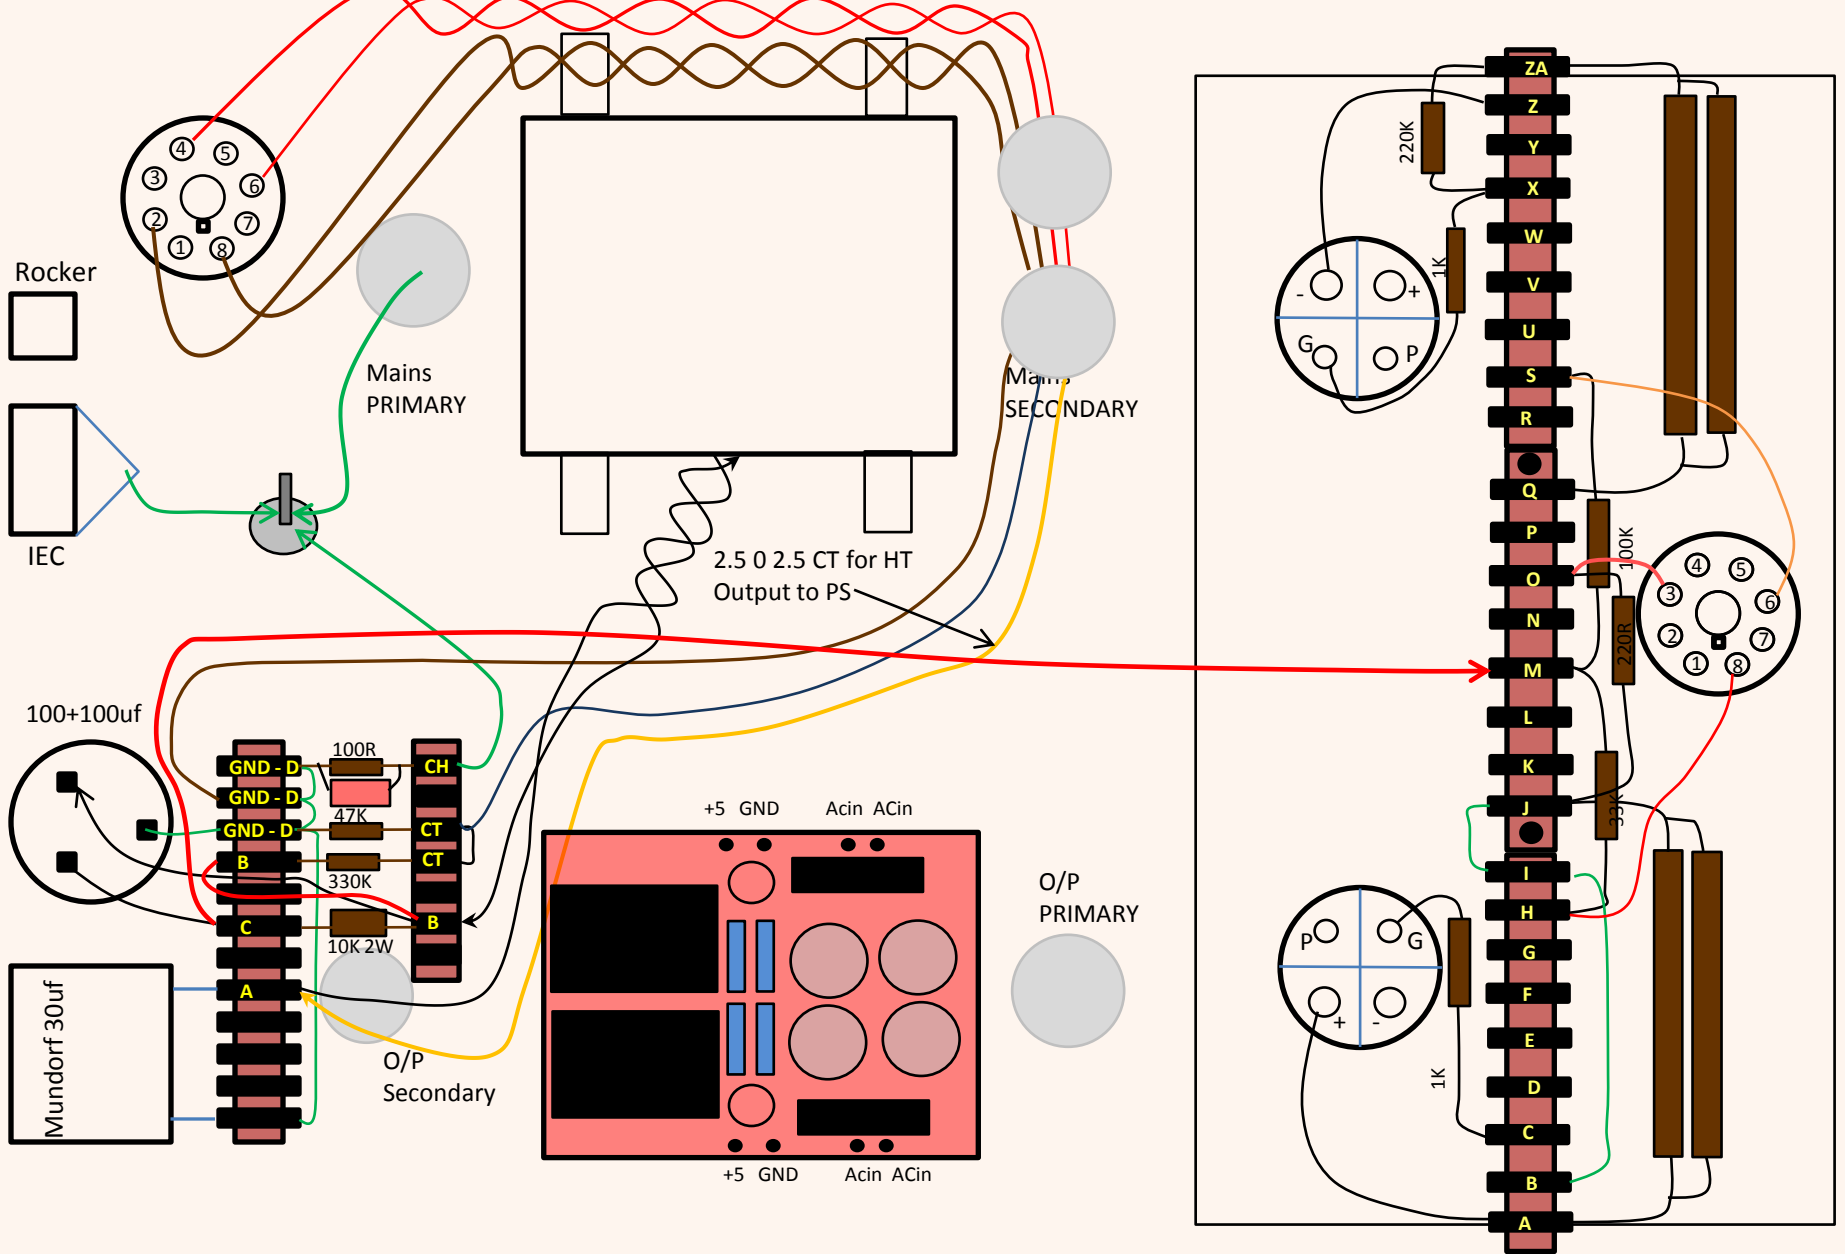 4
5
3
6
2
7
1
8
Rocker
Mains
PRIMARY
IEC
Mains
SECONDARY
2.5 0 2.5 CT for HT
Output to PS
100+100uf
GND - D
GND - D
GND - D
B
C
A
100R
47K
330K
10K 2W
CH
CT
CT
B
Mundorf 30uf
O/P
Secondary
+5 GND Acin ACin
+5 GND Acin ACin
O/P
PRIMARY
ZA
Z
Y
X
W
V
U
S
R
Q
P
O
N
M
L
K
J
I
H
G
F
E
D
C
B
A
220K
1K
- +
G P
100K
220R
33K
4
5
3
6
2
7
1
8
P G
+ -
1K